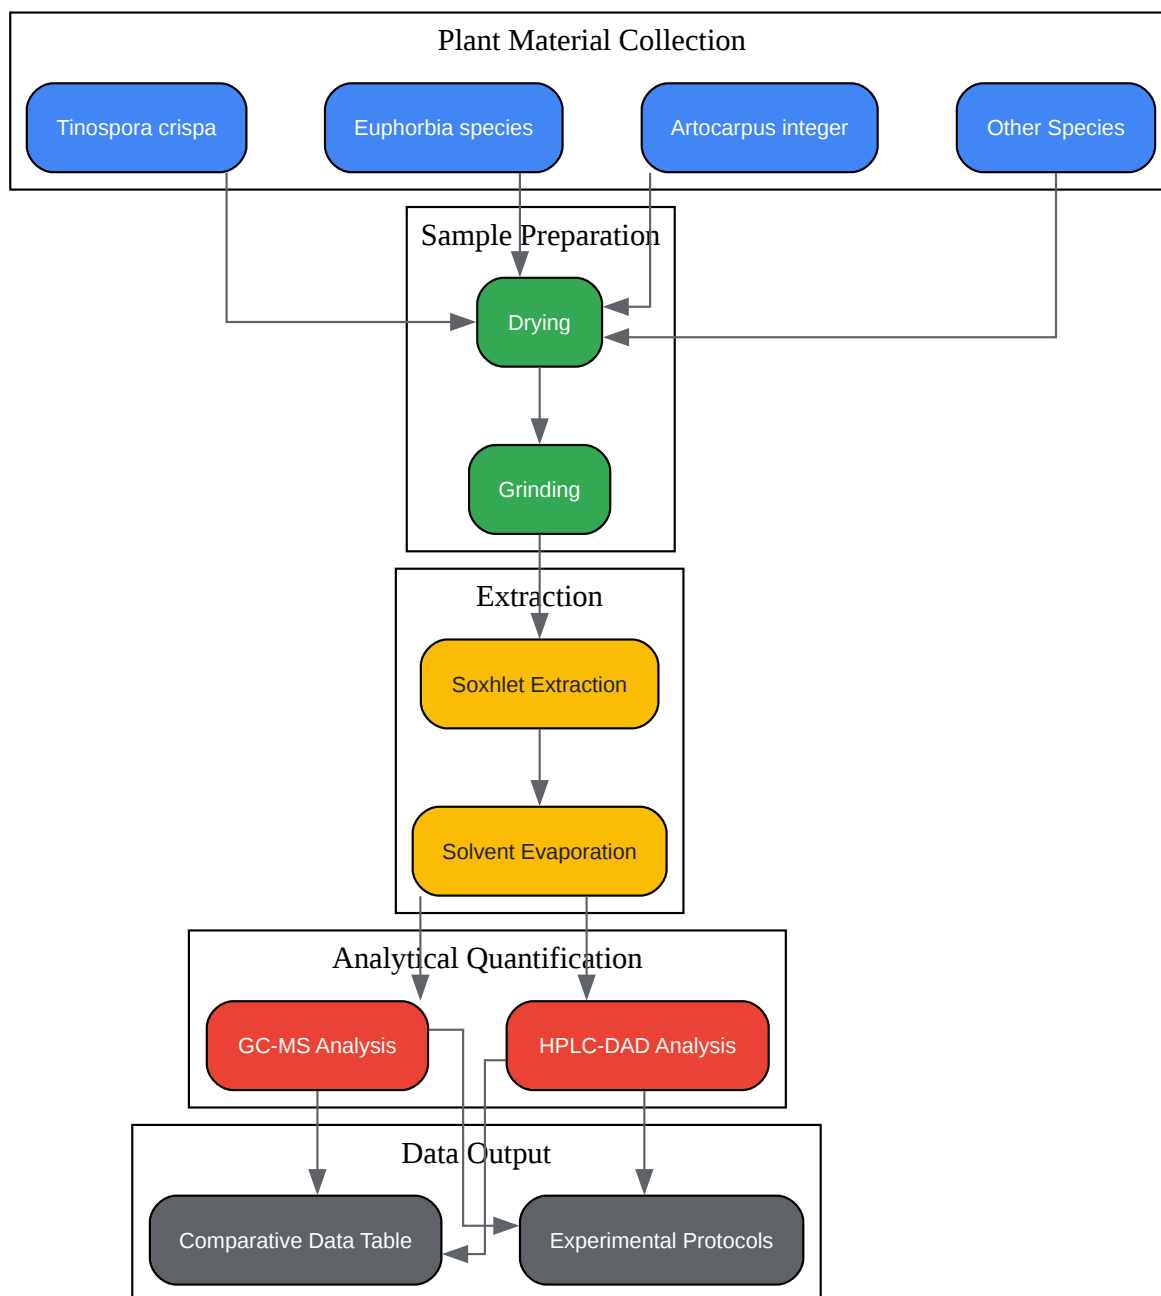 Plant Material Collection
Tinospora crispa
Euphorbia species
Artocarpus integer
Other Species
Sample Preparation
Drying
Grinding
Extraction
Soxhlet Extraction
Solvent Evaporation
Analytical Quantification
GC-MS Analysis
HPLC-DAD Analysis
Data Output
Comparative Data Table
Experimental Protocols